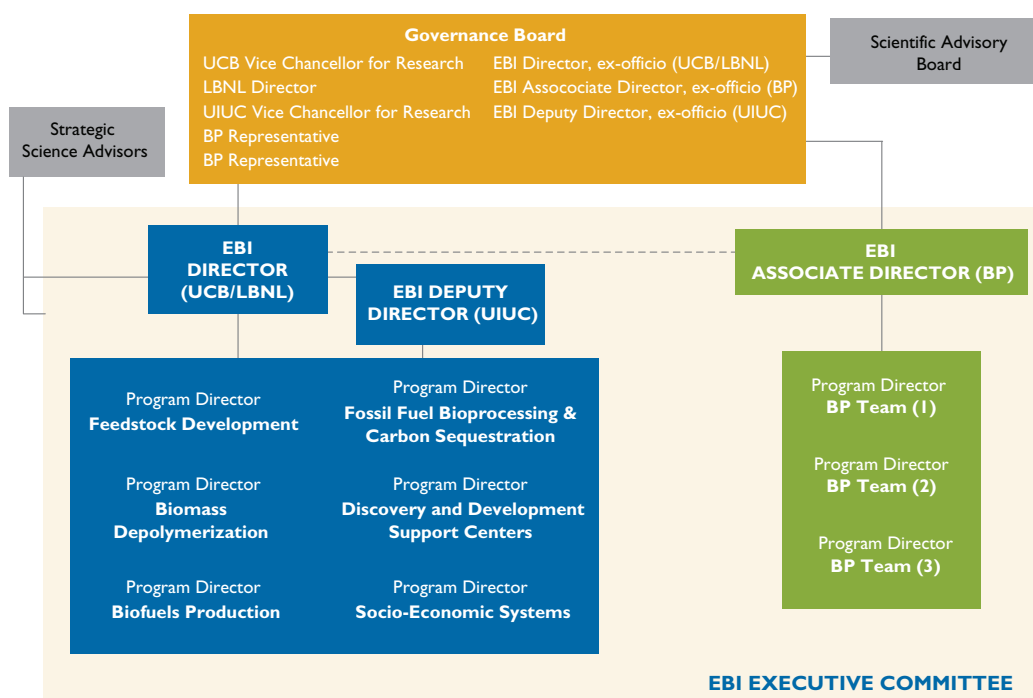 Governance Board
UCB Vice Chancellor for Research
LBNL Director
UIUC Vice Chancellor for Research
BP Representative
BP Representative
EBI Director, ex-officio (UCB/LBNL)
EBI Assocociate Director, ex-officio (BP)
EBI Deputy Director, ex-officio (UIUC)
Scientific Advisory
Board
Strategic
Science Advisors
EBI
DIRECTOR
(UCB/LBNL)
EBI DEPUTY
DIRECTOR (UIUC)
EBI
ASSOCIATE DIRECTOR (BP)
Program Director
Feedstock Development
Program Director
Fossil Fuel Bioprocessing &
Carbon Sequestration
Program Director
Biomass
Depolymerization
Program Director
Discovery and Development
Support Centers
Program Director
Biofuels Production
Program Director
Socio-Economic Systems
Program Director
BP Team (1)
Program Director
BP Team (2)
Program Director
BP Team (3)
EBI EXECUTIVE COMMITTEE